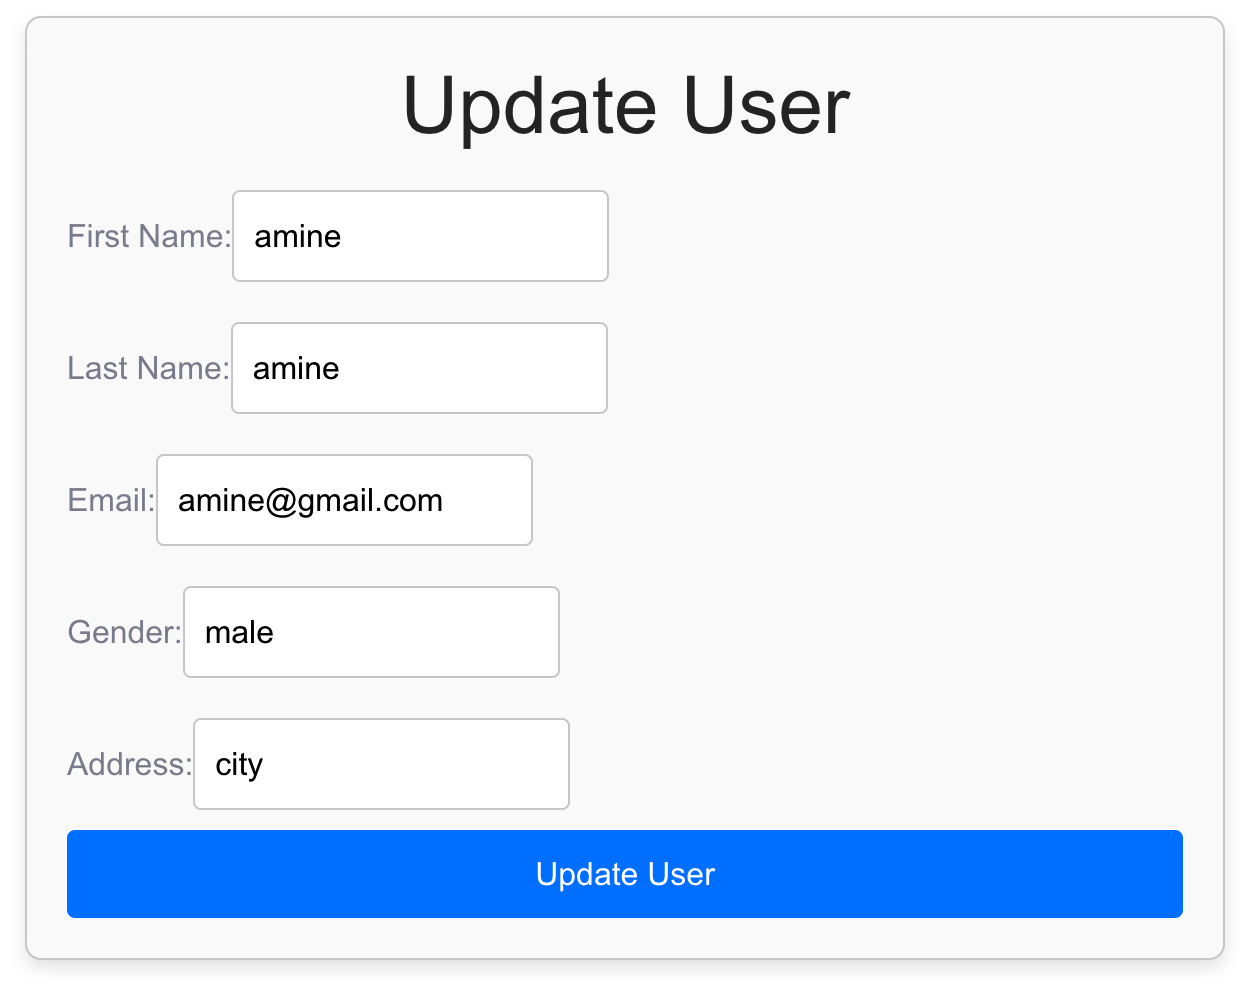 Update User
First Name: amine
Last Name: amine
Email: amine@gmail.com
Gender: male
Address: city
Update User